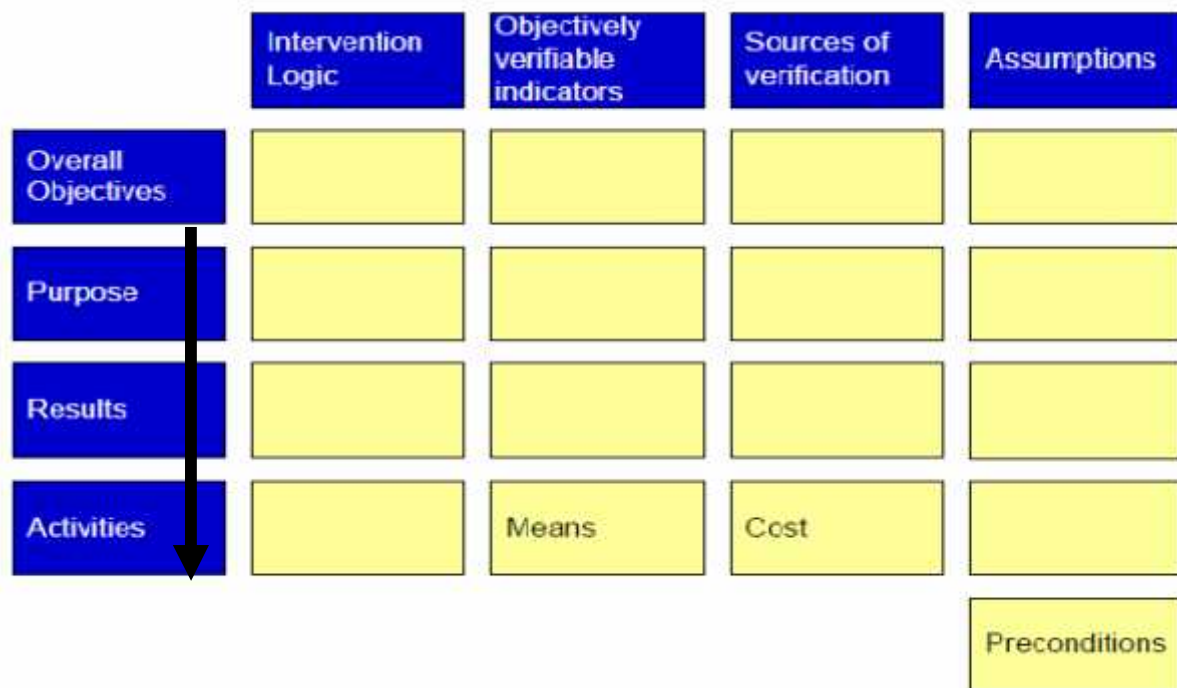 Intervention
Logic
Objectively
verifiable
indicators
Sources of
verification
Assumptions
Overall
Objectives
Purpose
Results
Activities
Means
Cost
Preconditions